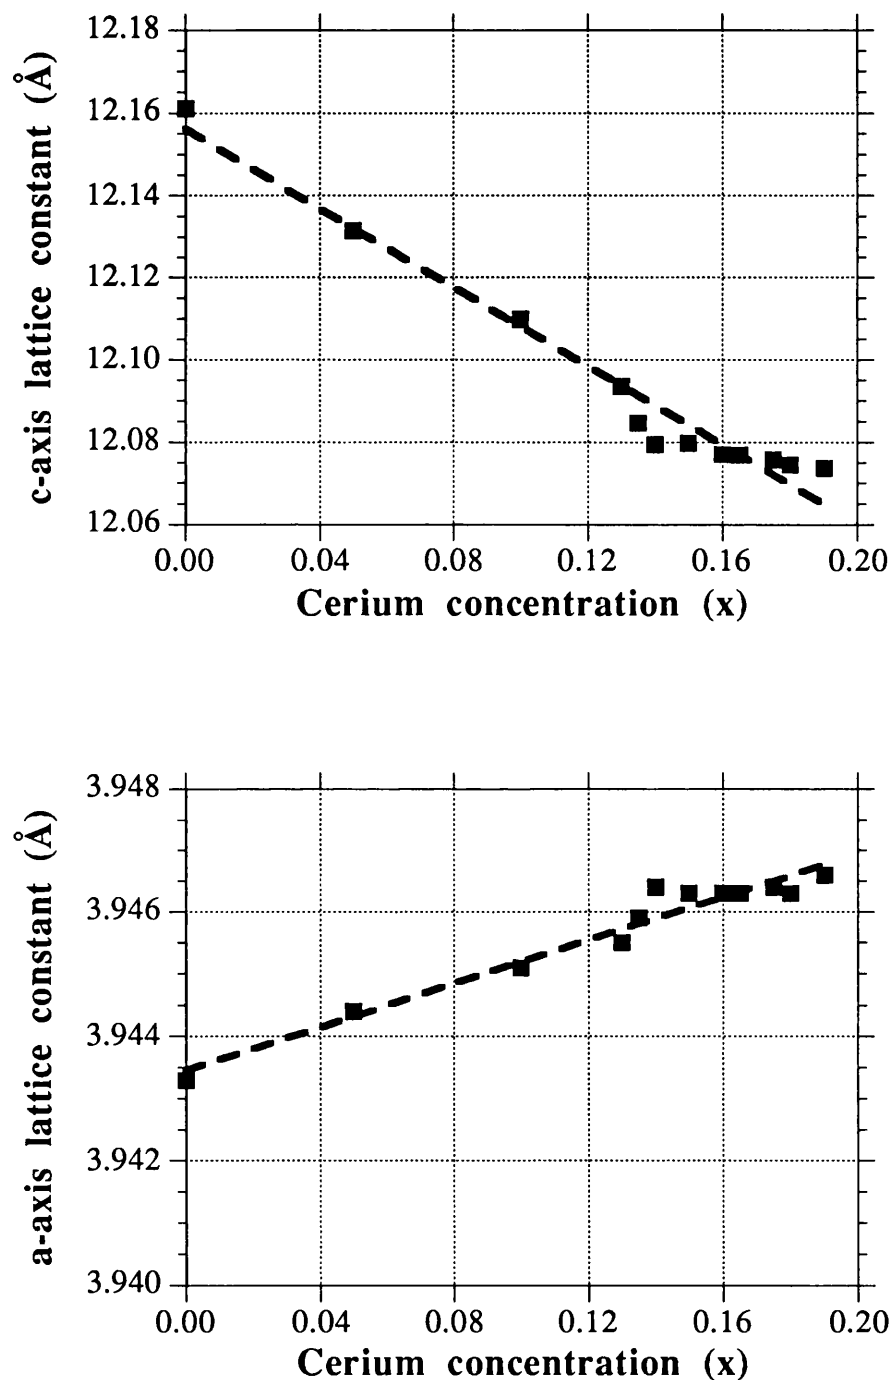 c-axis lattice constant (Å)
12.18
12.16
12.14
12.12
12.10
12.08
12.06
0.00 0.04 0.08 0.12 0.16 0.20
Cerium concentration (x)
a-axis lattice constant (Å)
3.948
3.946
3.944
3.942
3.940
0.00 0.04 0.08 0.12 0.16 0.20
Cerium concentration (x)